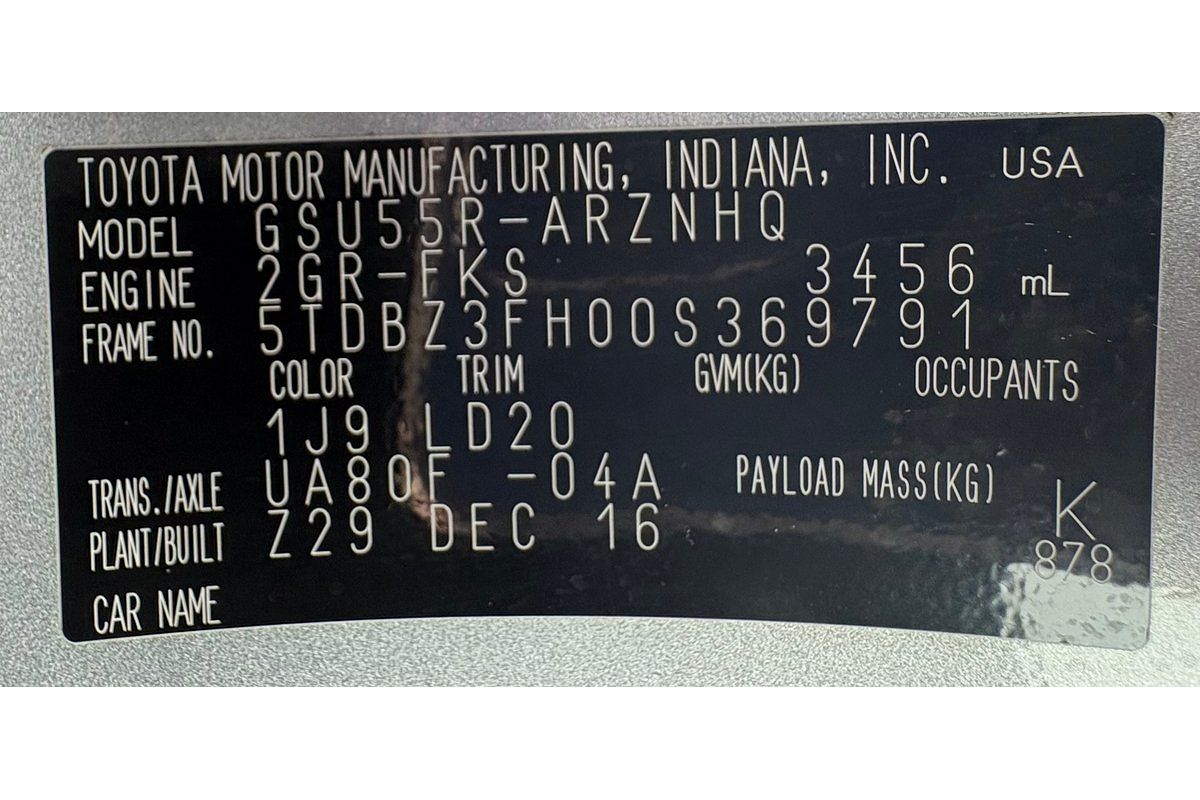 TOYOTA MOTOR MANUFACTURING, INDIANA, INC. USA
MODEL GSU55R-ARZNHQ
ENGINE 2GR-FKS 3456 mL
FRAME NO. 5TDBZ3FH00S369791
COLOR TRIM GVM(KG) OCCUPANTS
1J9 LD20
TRANS./AXLE UA80F -04A PAYLOAD MASS(KG) K
PLANT/BUILT Z29 DEC 16 878
CAR NAME